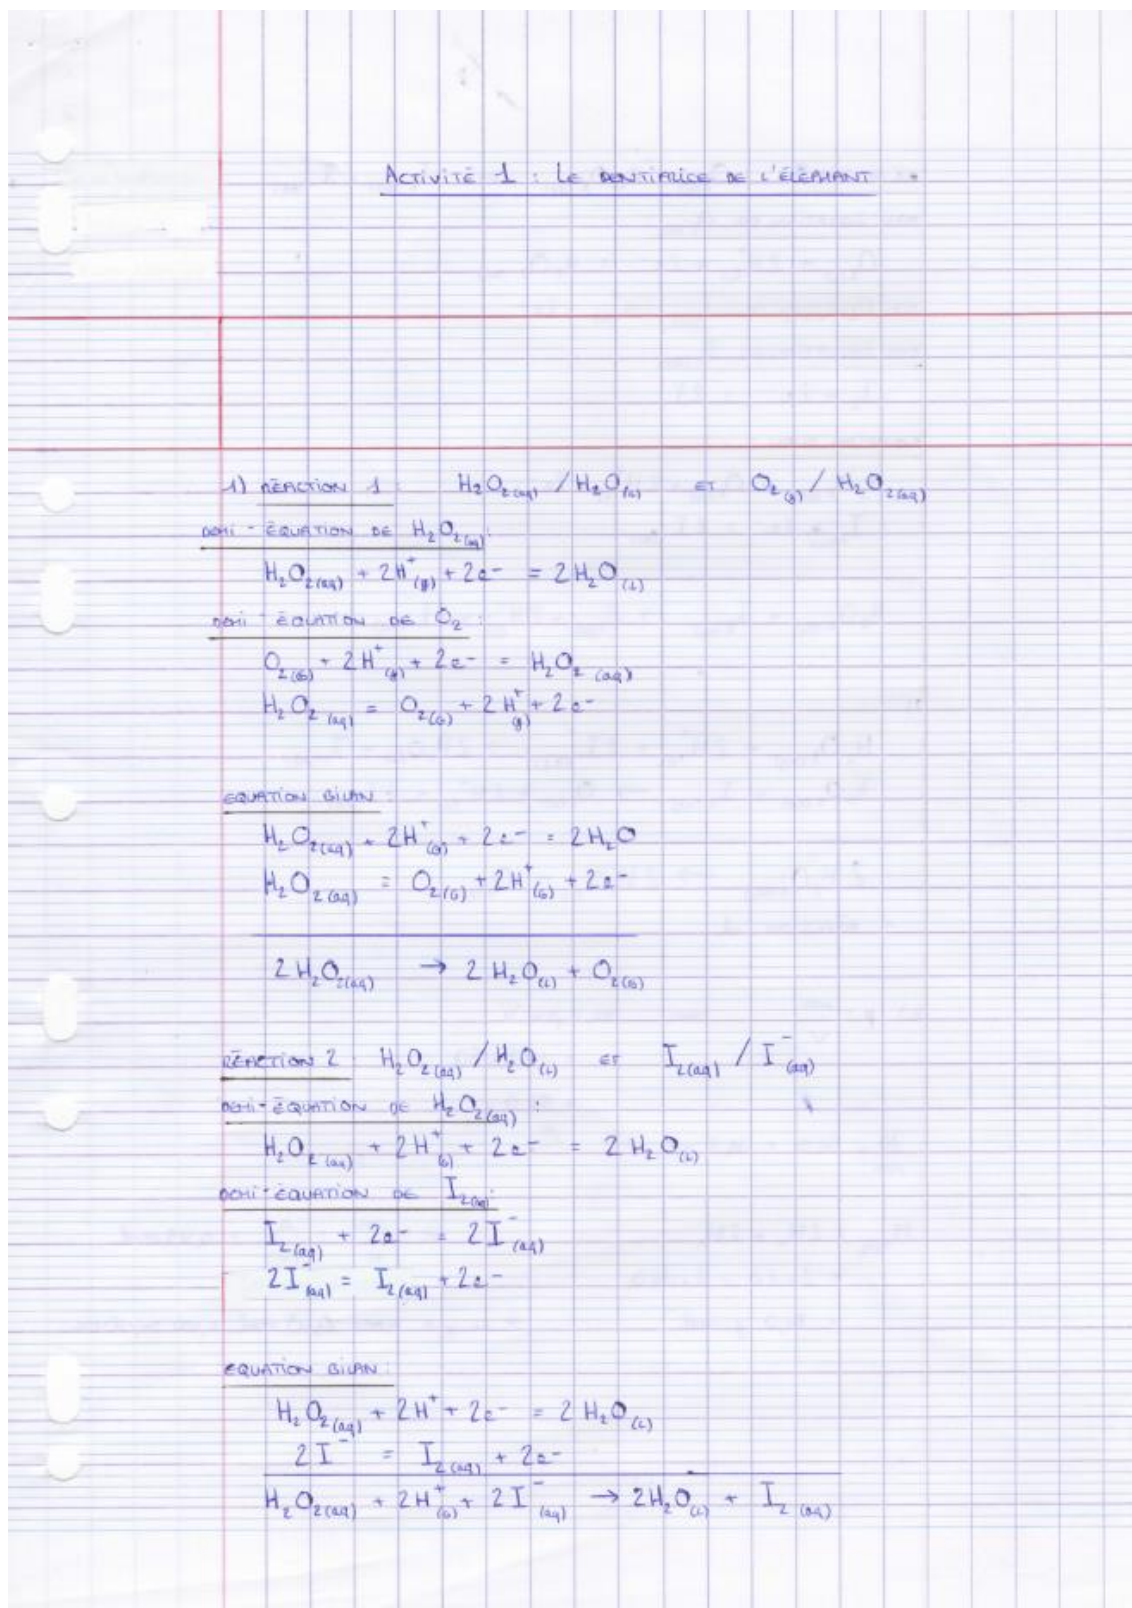 ACTIVITÉ 1 : LE DENTIFRICE DE L'ÉLÉPHANT
1) RÉACTION 1 : H₂O₂(aq) / H₂O(L) ET O₂(g) / H₂O₂(aq)
DEMI-ÉQUATION DE H₂O₂(aq) :
H₂O₂(aq) + 2H⁺(g) + 2e⁻ = 2H₂O(L)
DEMI-ÉQUATION DE O₂ :
O₂(G) + 2H⁺(g) + 2e⁻ = H₂O₂(aq)
H₂O₂(aq) = O₂(G) + 2H⁺(g) + 2e⁻
EQUATION BILAN :
H₂O₂(aq) + 2H⁺(g) + 2e⁻ = 2H₂O
H₂O₂(aq) = O₂(G) + 2H⁺(G) + 2e⁻
2H₂O₂(aq) → 2H₂O(L) + O₂(G)
RÉACTION 2 H₂O₂(aq) / H₂O(L) ET I₂(aq) / I⁻(aq)
DEMI-ÉQUATION DE H₂O₂(aq) :
H₂O₂(aq) + 2H⁺(G) + 2e⁻ = 2H₂O(L)
DEMI-ÉQUATION DE I₂(aq) :
I₂(aq) + 2e⁻ = 2I⁻(aq)
2I⁻(aq) = I₂(aq) + 2e⁻
EQUATION BILAN :
H₂O₂(aq) + 2H⁺ + 2e⁻ = 2H₂O(L)
2I⁻ = I₂(aq) + 2e⁻
H₂O₂(aq) + 2H⁺(G) + 2I⁻(aq) → 2H₂O(L) + I₂(aq)